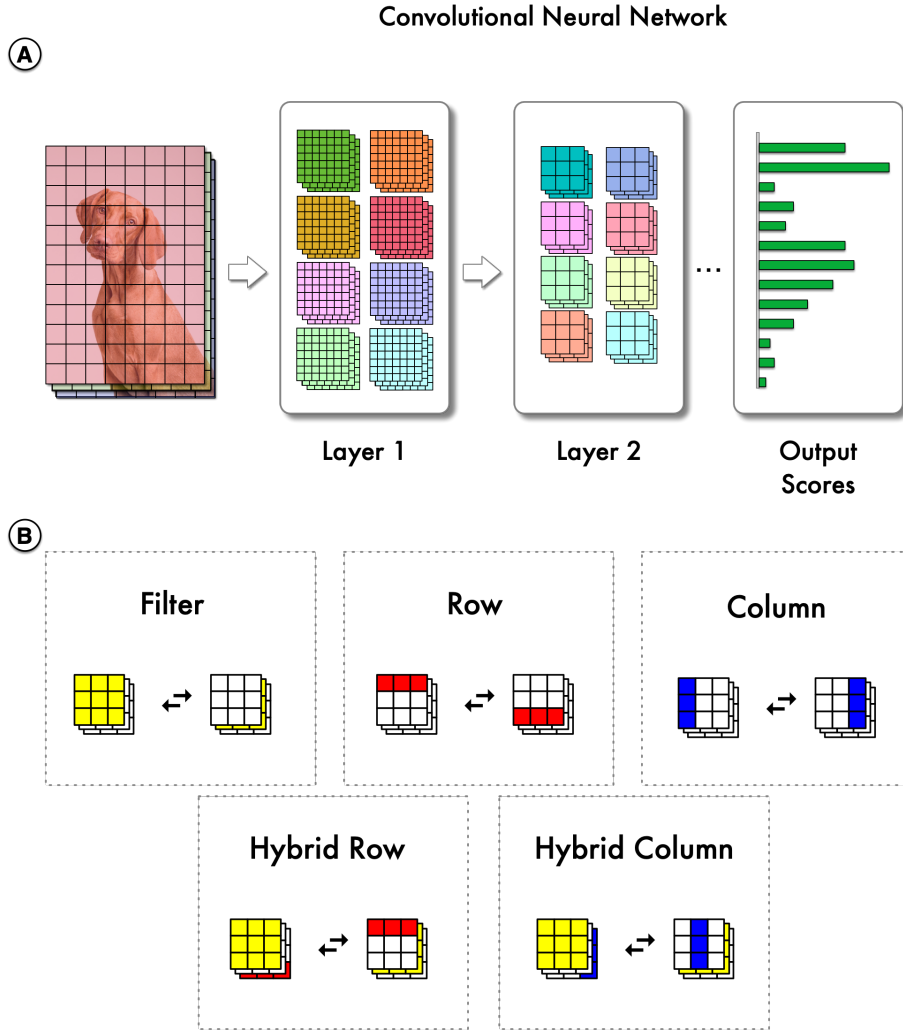 Convolutional Neural Network
A
Layer 1
Layer 2
...
Output
Scores
B
Filter
Row
Column
Hybrid Row
Hybrid Column